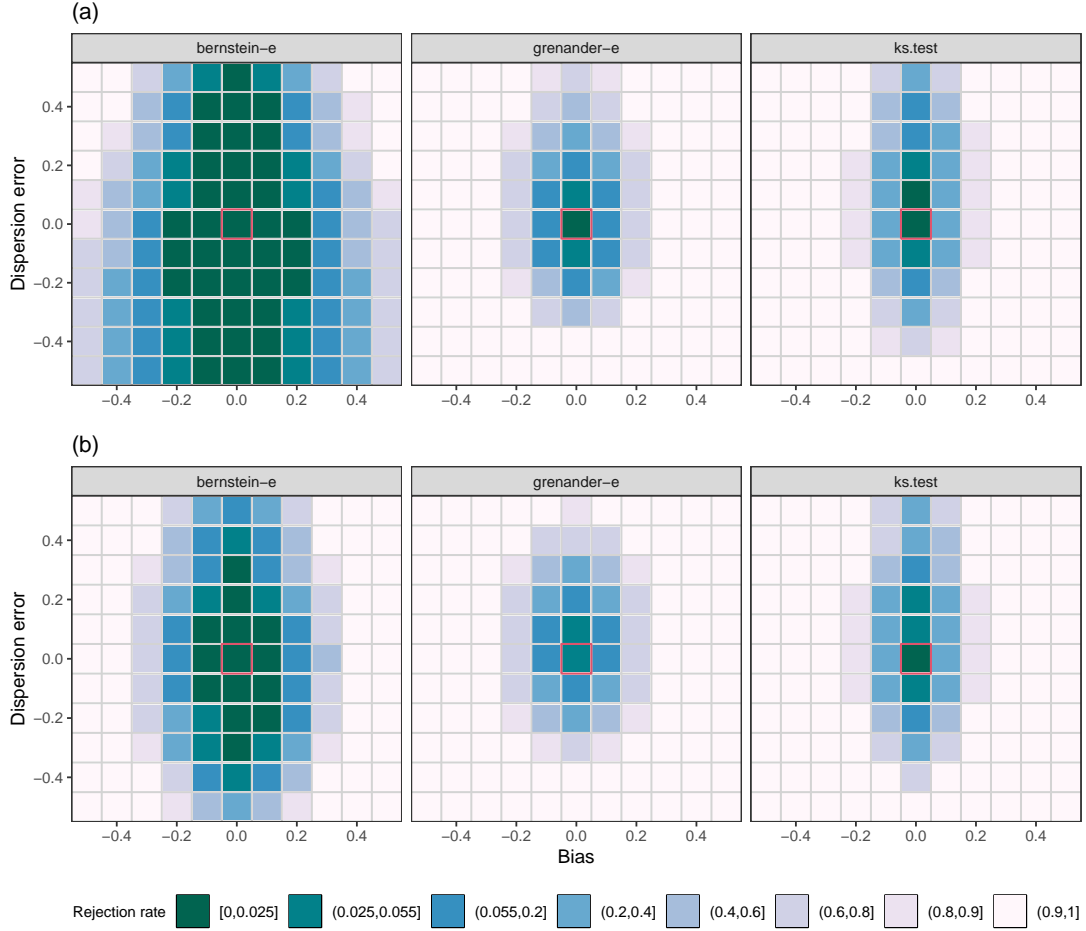 (a)
bernstein−e
grenander−e
ks.test
Dispersion error
0.4
0.2
0.0
−0.2
−0.4
−0.4 −0.2 0.0 0.2 0.4
−0.4 −0.2 0.0 0.2 0.4
−0.4 −0.2 0.0 0.2 0.4
(b)
bernstein−e
grenander−e
ks.test
Dispersion error
0.4
0.2
0.0
−0.2
−0.4
−0.4 −0.2 0.0 0.2 0.4
−0.4 −0.2 0.0 0.2 0.4
−0.4 −0.2 0.0 0.2 0.4
Bias
Rejection rate [0,0.025] (0.025,0.055] (0.055,0.2] (0.2,0.4] (0.4,0.6] (0.6,0.8] (0.8,0.9] (0.9,1]